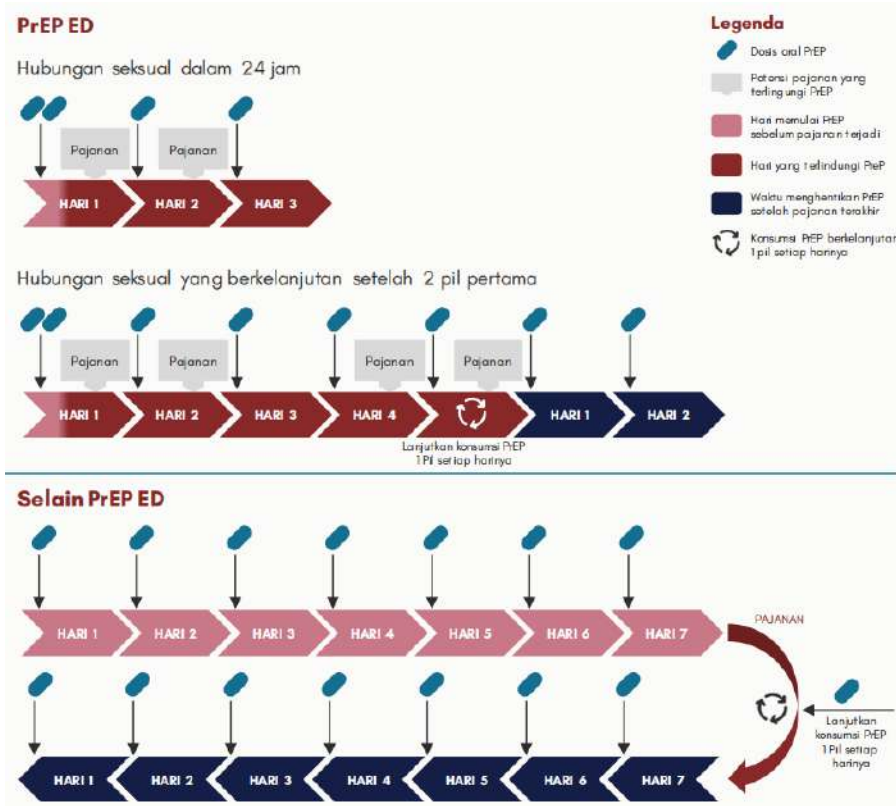 PrEP ED
Hubungan seksual dalam 24 jam
Pajanan
Pajanan
HARI 1
HARI 2
HARI 3
Legenda
Dosis oral PrEP
Potensi pajanan yang
terlingungi PrEP
Hari memulai PrEP
sebelum pajanan terjadi
Hari yang terlindungi PreP
Waktu menghentikan PrEP
setelah pajanan terakhir
Konsumsi PrEP berkelanjutan
1 pil setiap harinya
Hubungan seksual yang berkelanjutan setelah 2 pil pertama
Pajanan
Pajanan
Pajanan
Pajanan
HARI 1
HARI 2
HARI 3
HARI 4
HARI 1
HARI 2
Lanjutkan konsumsi PrEP
1 Pil setiap harinya
Selain PrEP ED
HARI 1
HARI 2
HARI 3
HARI 4
HARI 5
HARI 6
HARI 7
PAJANAN
Lanjutkan
konsumsi PrEP
1 Pil setiap
harinya
HARI 1
HARI 2
HARI 3
HARI 4
HARI 5
HARI 6
HARI 7